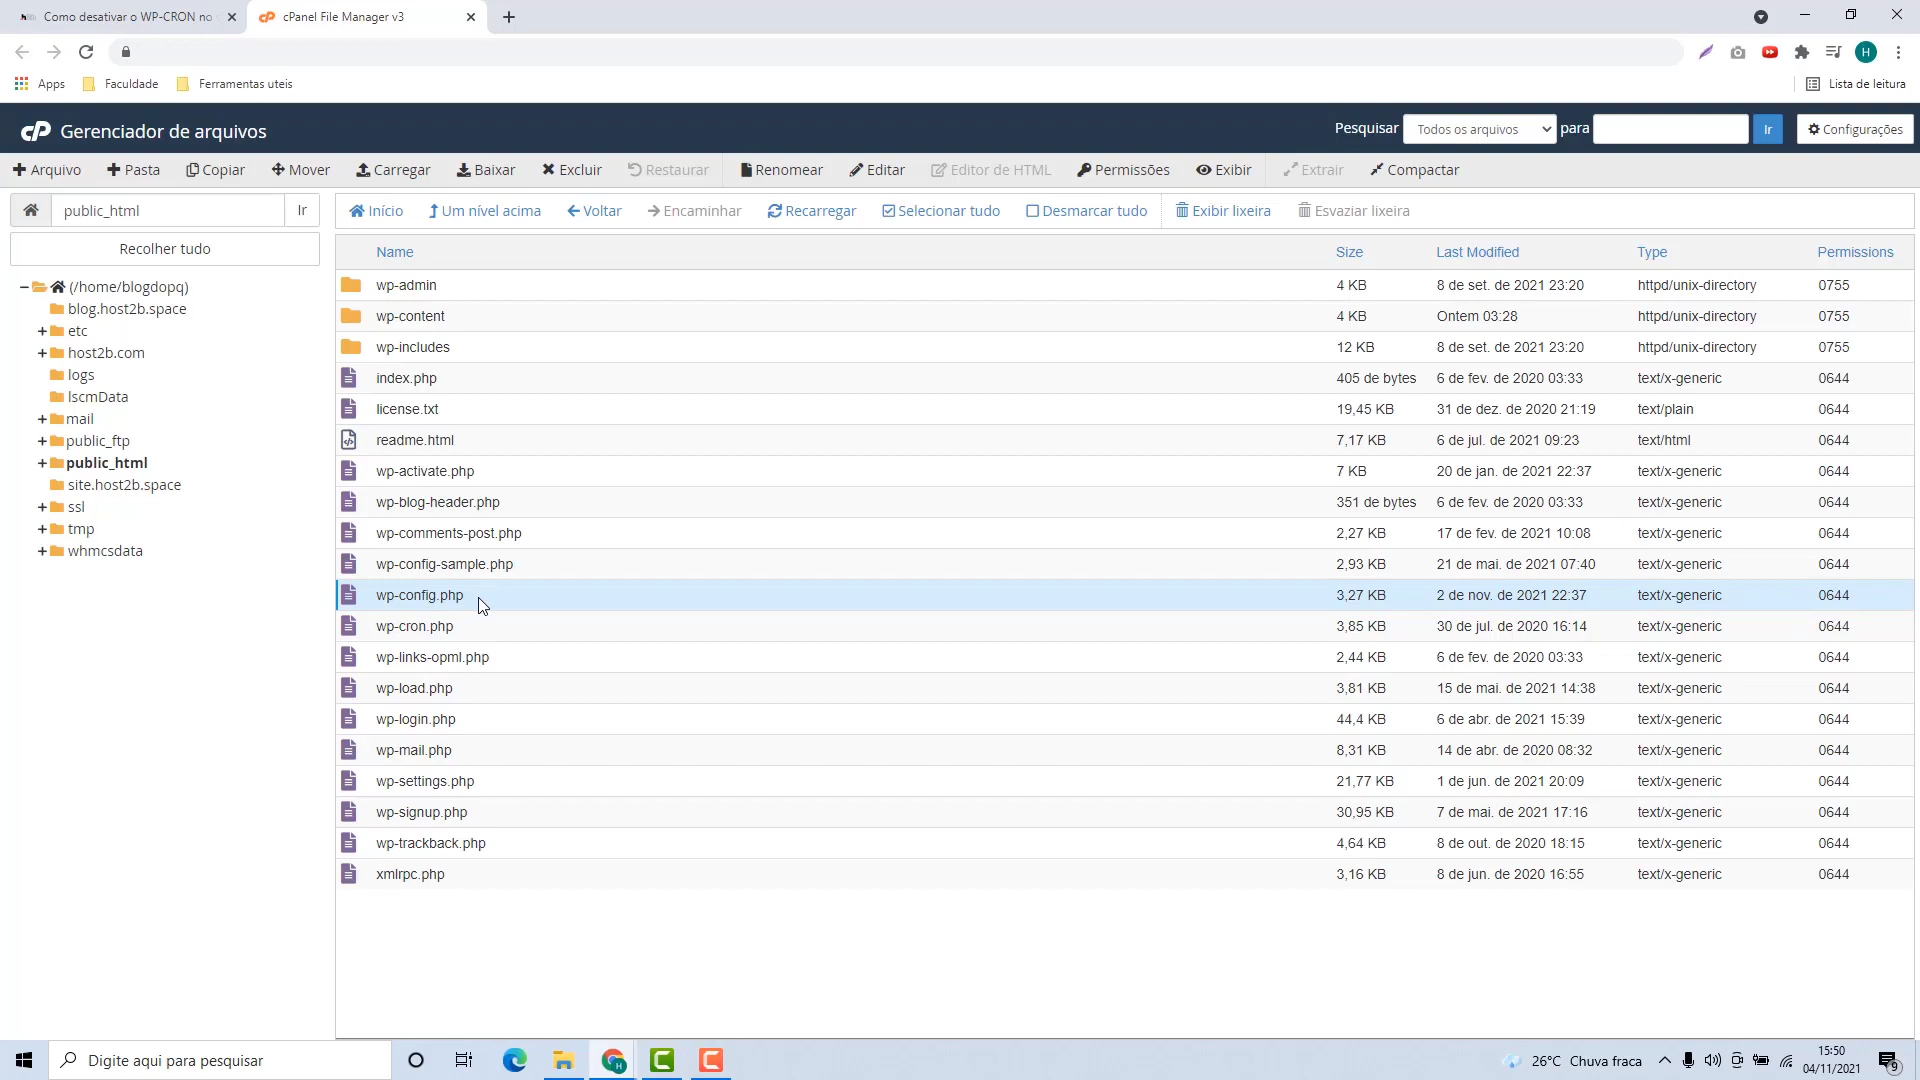 Como desativar o WP-CRON no
cPanel File Manager v3
H
Apps
Faculdade
Ferramentas uteis
Lista de leitura
cP Gerenciador de arquivos
Pesquisar
Todos os arquivos
para
Ir
Configurações
Arquivo
Pasta
Copiar
Mover
Carregar
Baixar
Excluir
Restaurar
Renomear
Editar
Editor de HTML
Permissões
Exibir
Extrair
Compactar
public_html
Ir
Início
Um nível acima
Voltar
Encaminhar
Recarregar
Selecionar tudo
Desmarcar tudo
Exibir lixeira
Esvaziar lixeira
Recolher tudo
(/home/blogdopq)
blog.host2b.space
etc
host2b.com
logs
lscmData
mail
public_ftp
public_html
site.host2b.space
ssl
tmp
whmcsdata
Name Size Last Modified Type Permissions
wp-admin 4 KB 8 de set. de 2021 23:20 httpd/unix-directory 0755
wp-content 4 KB Ontem 03:28 httpd/unix-directory 0755
wp-includes 12 KB 8 de set. de 2021 23:20 httpd/unix-directory 0755
index.php 405 de bytes 6 de fev. de 2020 03:33 text/x-generic 0644
license.txt 19,45 KB 31 de dez. de 2020 21:19 text/plain 0644
readme.html 7,17 KB 6 de jul. de 2021 09:23 text/html 0644
wp-activate.php 7 KB 20 de jan. de 2021 22:37 text/x-generic 0644
wp-blog-header.php 351 de bytes 6 de fev. de 2020 03:33 text/x-generic 0644
wp-comments-post.php 2,27 KB 17 de fev. de 2021 10:08 text/x-generic 0644
wp-config-sample.php 2,93 KB 21 de mai. de 2021 07:40 text/x-generic 0644
wp-config.php 3,27 KB 2 de nov. de 2021 22:37 text/x-generic 0644
wp-cron.php 3,85 KB 30 de jul. de 2020 16:14 text/x-generic 0644
wp-links-opml.php 2,44 KB 6 de fev. de 2020 03:33 text/x-generic 0644
wp-load.php 3,81 KB 15 de mai. de 2021 14:38 text/x-generic 0644
wp-login.php 44,4 KB 6 de abr. de 2021 15:39 text/x-generic 0644
wp-mail.php 8,31 KB 14 de abr. de 2020 08:32 text/x-generic 0644
wp-settings.php 21,77 KB 1 de jun. de 2021 20:09 text/x-generic 0644
wp-signup.php 30,95 KB 7 de mai. de 2021 17:16 text/x-generic 0644
wp-trackback.php 4,64 KB 8 de out. de 2020 18:15 text/x-generic 0644
xmlrpc.php 3,16 KB 8 de jun. de 2020 16:55 text/x-generic 0644
Digite aqui para pesquisar
26°C Chuva fraca
15:50
04/11/2021
9